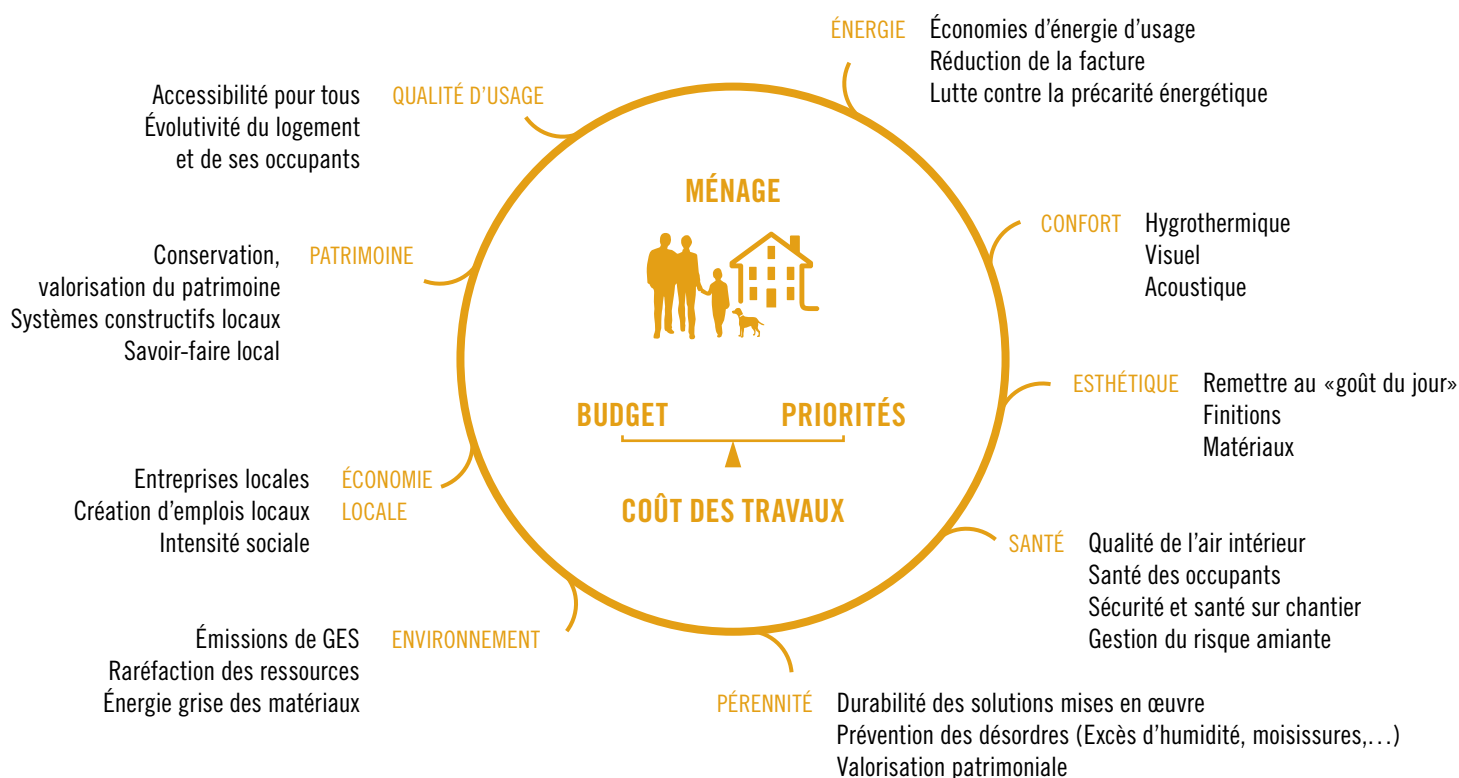 ÉNERGIE Économies d’énergie d’usage
Réduction de la facture
Lutte contre la précarité énergétique
Accessibilité pour tous QUALITÉ D’USAGE
Évolutivité du logement
et de ses occupants
MÉNAGE
CONFORT Hygrothermique
Visuel
Acoustique
Conservation, PATRIMOINE
valorisation du patrimoine
Systèmes constructifs locaux
Savoir-faire local
ESTHÉTIQUE Remettre au «goût du jour»
Finitions
Matériaux
BUDGET PRIORITÉS
COÛT DES TRAVAUX
Entreprises locales ÉCONOMIE
Création d’emplois locaux LOCALE
Intensité sociale
SANTÉ Qualité de l’air intérieur
Santé des occupants
Sécurité et santé sur chantier
Gestion du risque amiante
Émissions de GES ENVIRONNEMENT
Raréfaction des ressources
Énergie grise des matériaux
PÉRENNITÉ Durabilité des solutions mises en œuvre
Prévention des désordres (Excès d’humidité, moisissures,…)
Valorisation patrimoniale